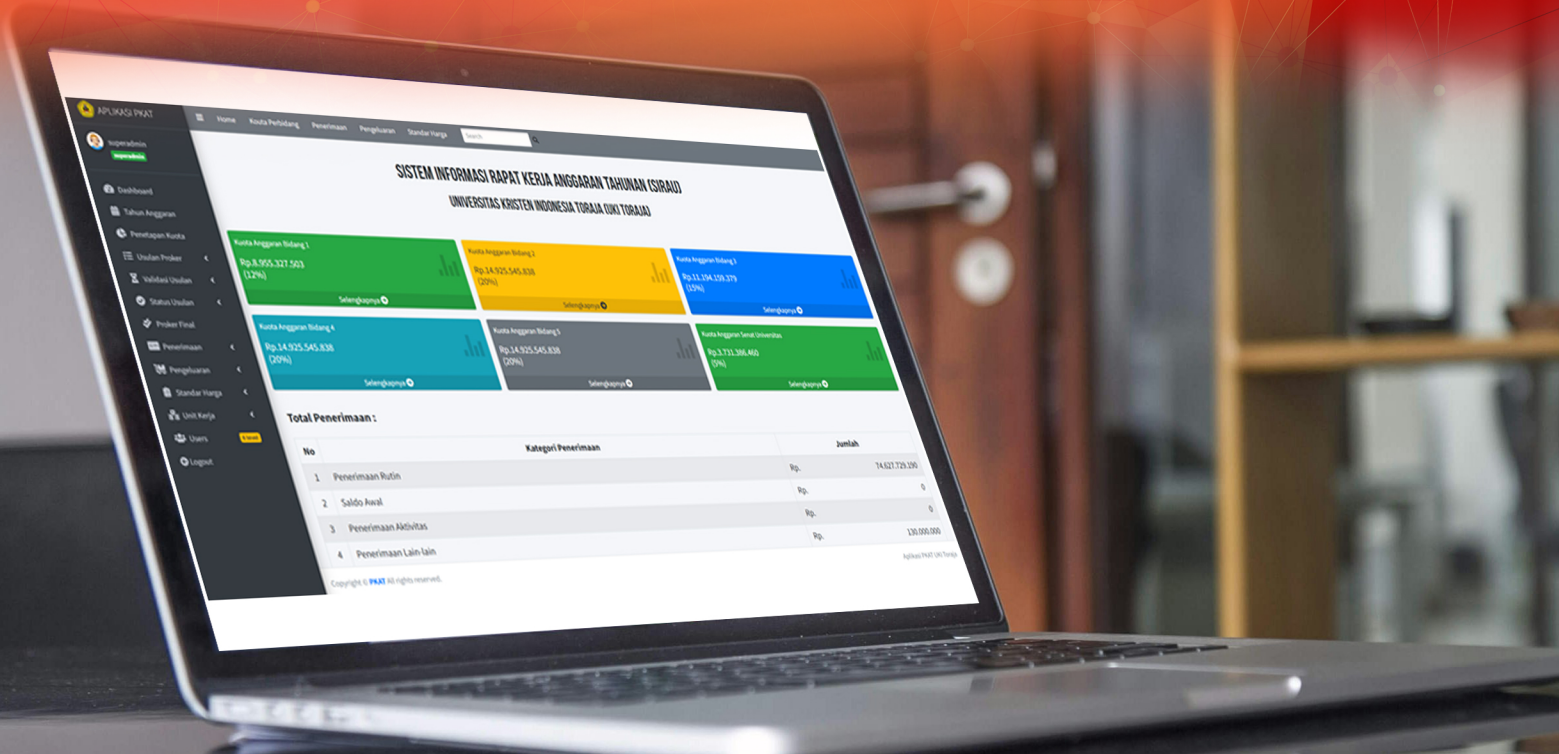 APLIKASI PKAT
Home Kouta Perbidang Penerimaan Pengeluaran Standar Harga Search
superadmin
superadmin
Dashboard
Tahun Anggaran
Penetapan Kuota
Usulan Proker
Validasi Usulan
Status Usulan
Proker Final
Penerimaan
Pengeluaran
Standar Harga
Unit Kerja
Users
Logout
SISTEM INFORMASI RAPAT KERJA ANGGARAN TAHUNAN (SIRAU)
UNIVERSITAS KRISTEN INDONESIA TORAJA (UKI TORAJA)
Kuota Anggaran Bidang 1
Rp.8.955.327.503
(12%)
Selengkapnya
Kuota Anggaran Bidang 2
Rp.14.925.545.838
(20%)
Selengkapnya
Kuota Anggaran Bidang 3
Rp.11.194.159.379
(15%)
Selengkapnya
Kuota Anggaran Bidang 4
Rp.14.925.545.838
(20%)
Selengkapnya
Kuota Anggaran Bidang 5
Rp.14.925.545.838
(20%)
Selengkapnya
Kuota Anggaran Senat Universitas
Rp.3.731.386.460
(5%)
Selengkapnya
Total Penerimaan :
No Kategori Penerimaan Jumlah
1 Penerimaan Rutin Rp. 74.627.729.190
2 Saldo Awal Rp. 0
3 Penerimaan Aktivitas Rp. 0
4 Penerimaan Lain-lain Rp. 130.000.000
Copyright © PKAT All rights reserved.
Aplikasi PKAT UKI Toraja